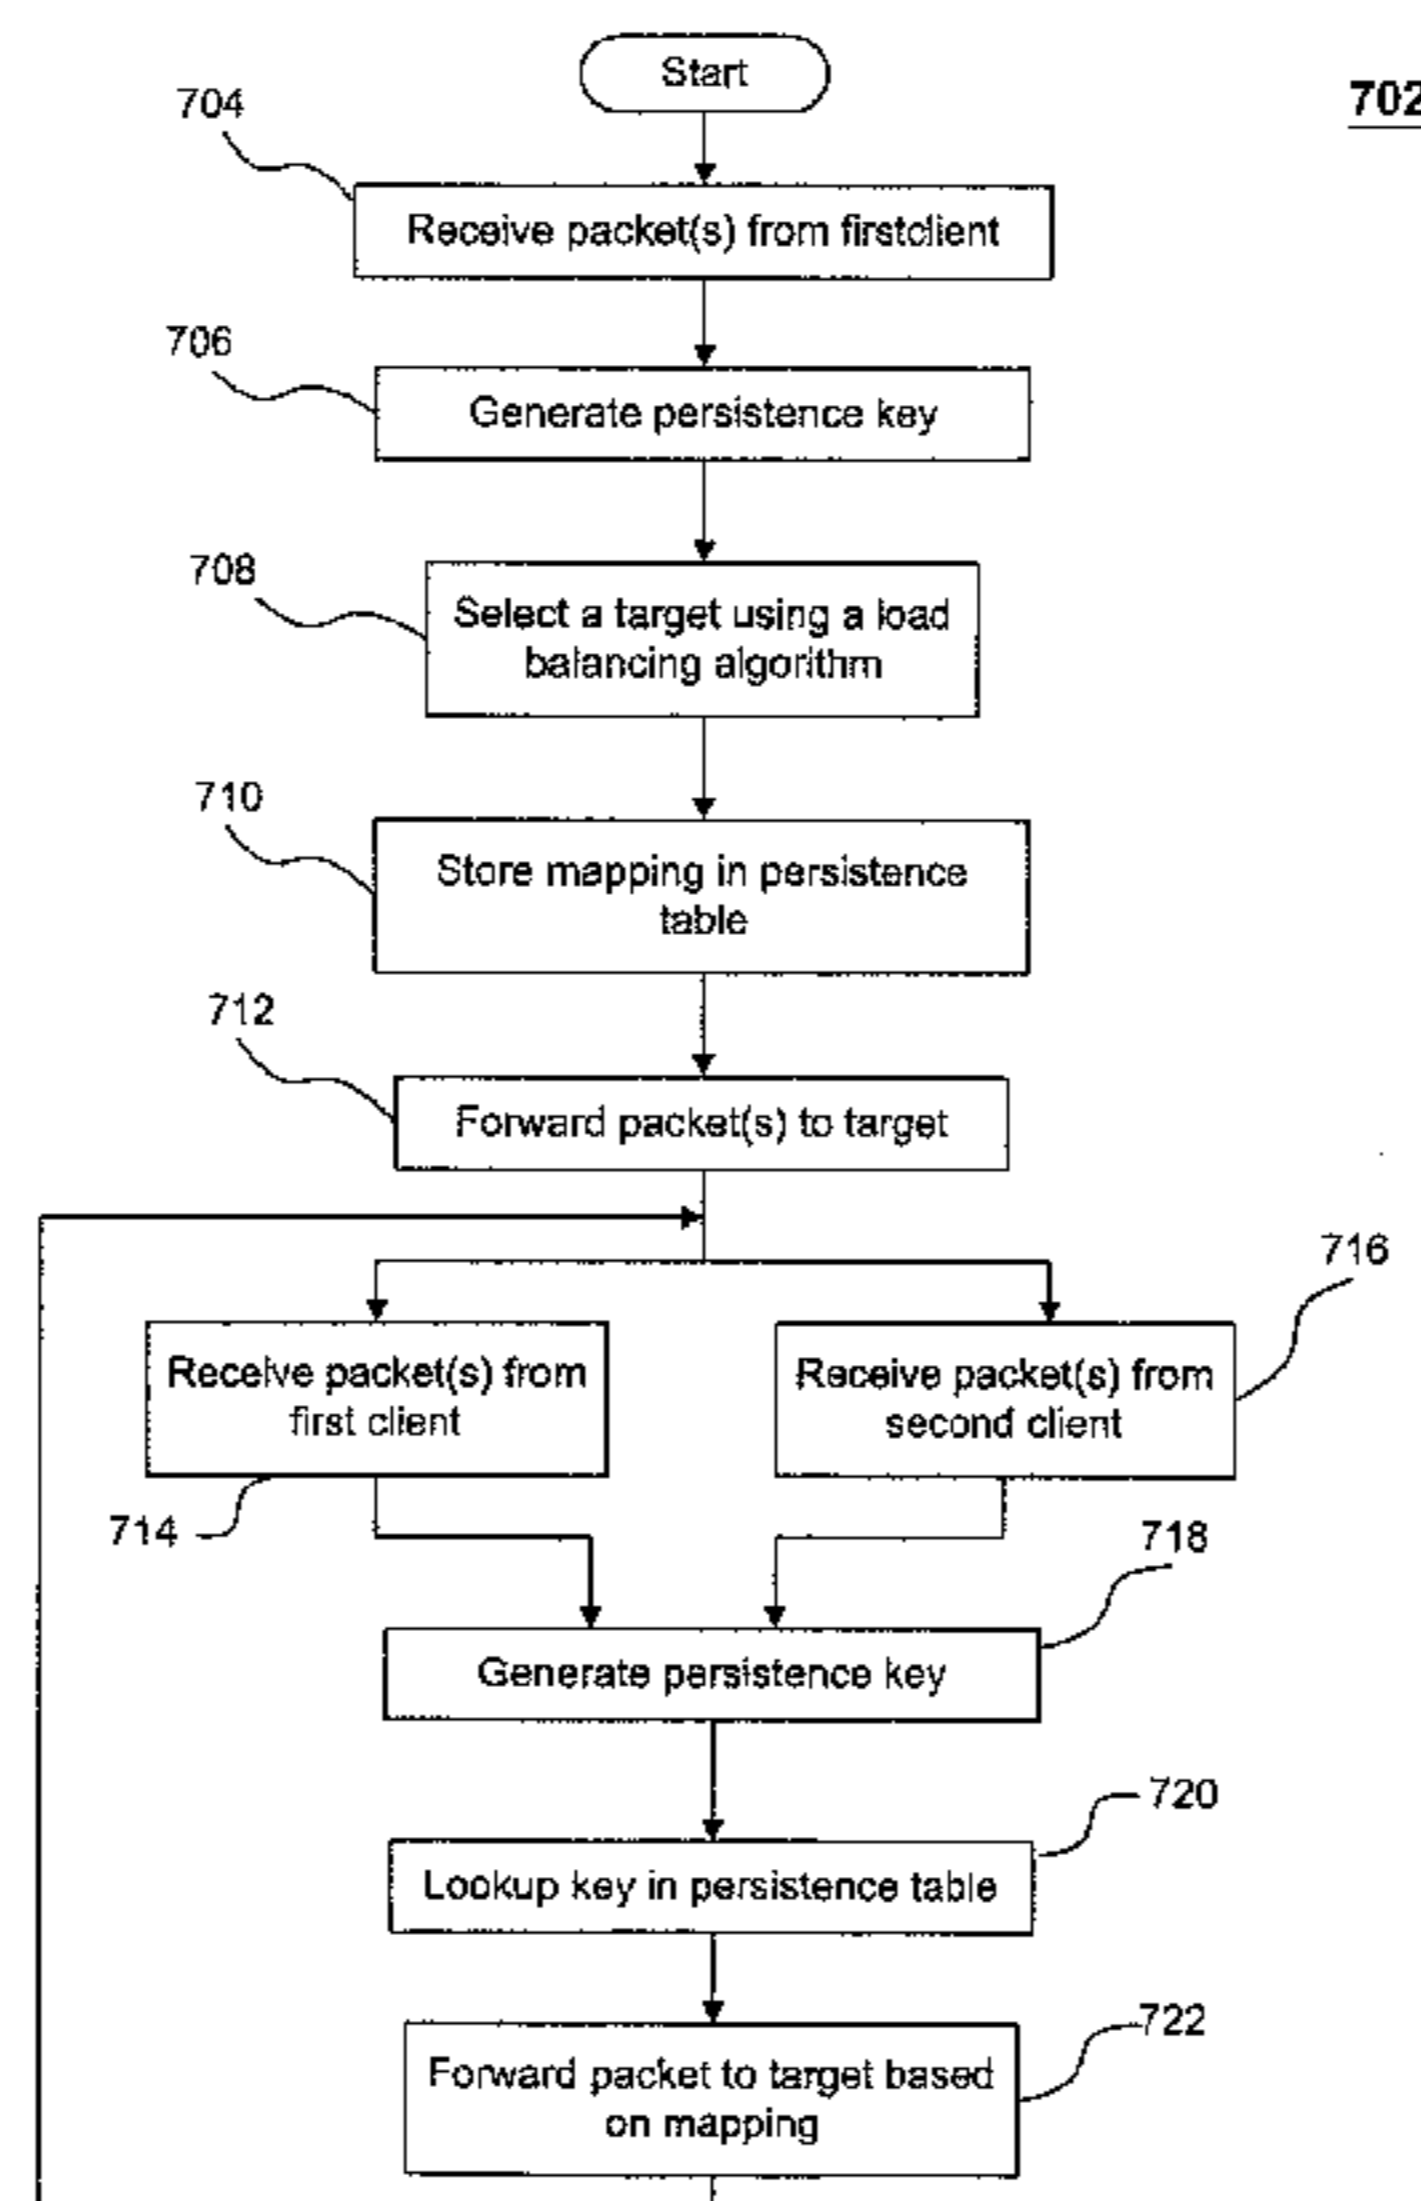 Start
702
704
Receive packet(s) from firstclient
706
Generate persistence key
708
Select a target using a load
balancing algorithm
710
Store mapping in persistence
table
712
Forward packet(s) to target
716
Receive packet(s) from
first client
Receive packet(s) from
second client
714
718
Generate persistence key
720
Lookup key in persistence table
722
Forward packet to target based
on mapping